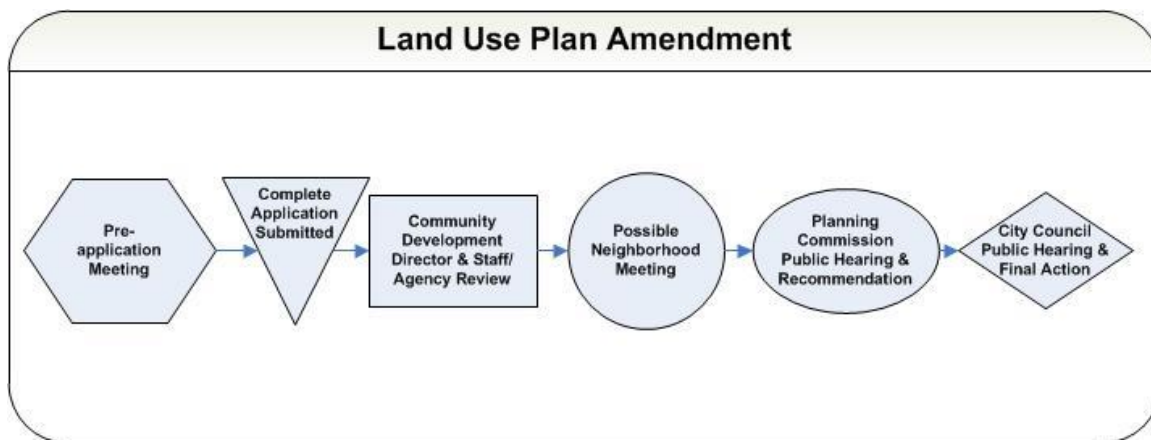 Land Use Plan Amendment
Pre-
application
Meeting
Complete
Application
Submitted
Community
Development
Director & Staff/
Agency Review
Possible
Neighborhood
Meeting
Planning
Commission
Public Hearing &
Recommendation
City Council
Public Hearing &
Final Action